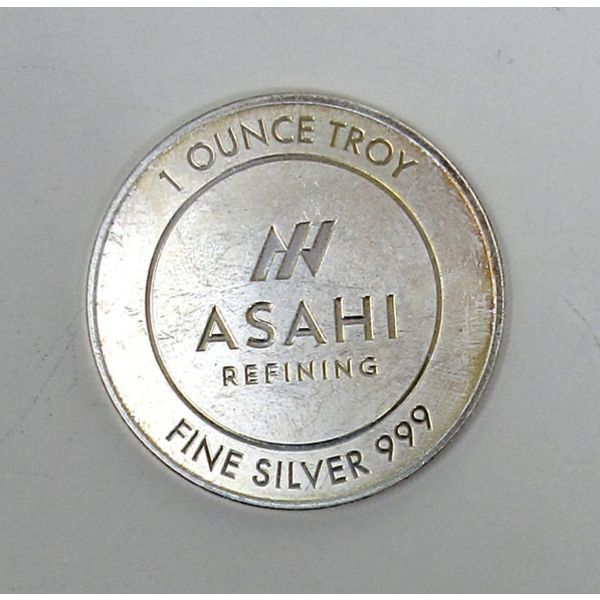 1 OUNCE TROY
ASAHI
REFINING
FINE SILVER 999